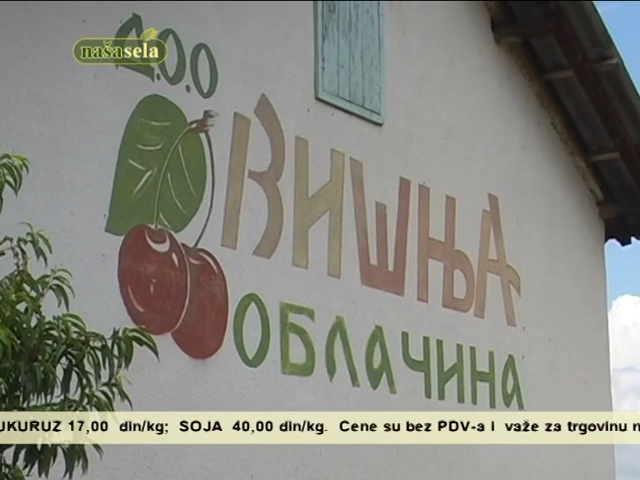 našasela
Д.О.О
ВИШЊА
ОБЛАЧИНА
UKURUZ 17,00 din/kg; SOJA 40,00 din/kg. Cene su bez PDV-a i važe za trgovinu n